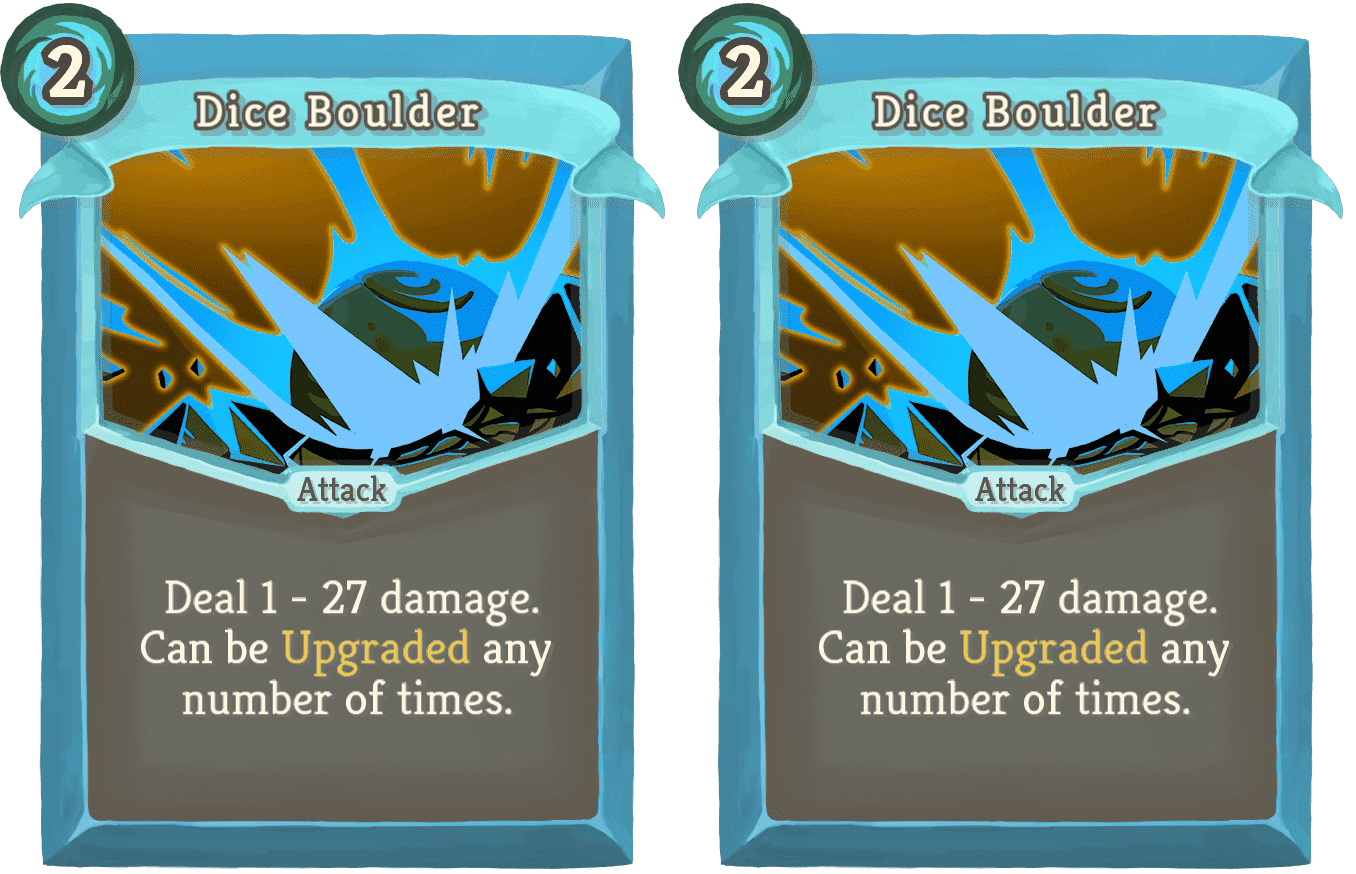 2
Dice Boulder
Attack
Deal 1 - 27 damage.
Can be Upgraded any
number of times.
2
Dice Boulder
Attack
Deal 1 - 27 damage.
Can be Upgraded any
number of times.